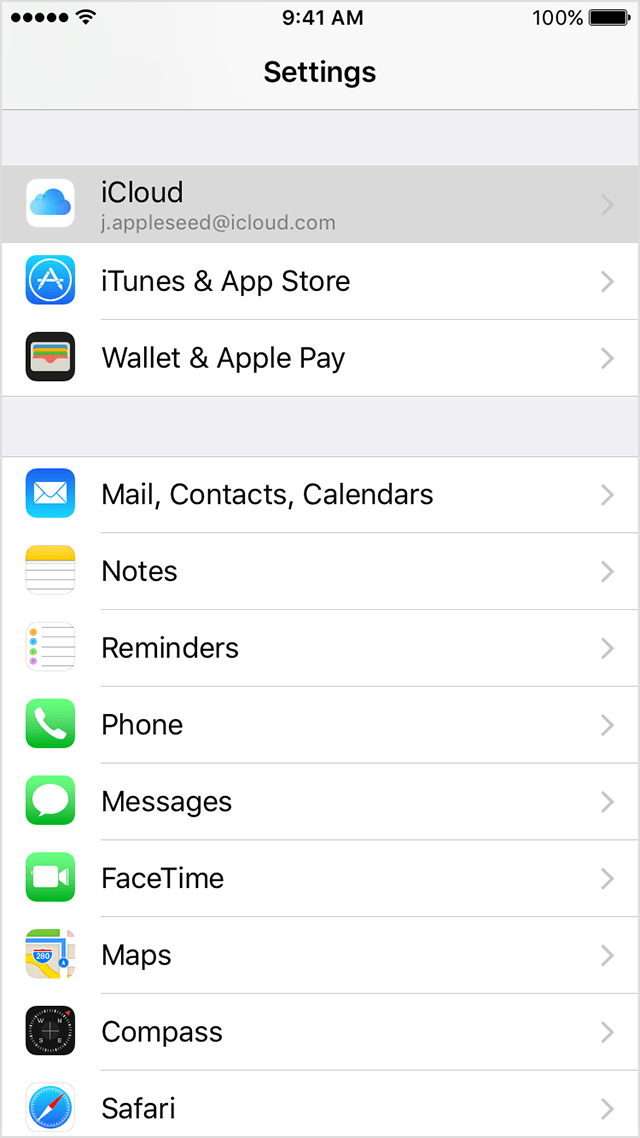 9:41 AM 100%
Settings
iCloud
j.appleseed@icloud.com
iTunes & App Store
Wallet & Apple Pay
Mail, Contacts, Calendars
Notes
Reminders
Phone
Messages
FaceTime
Maps
280
Compass
W N
S E
Safari